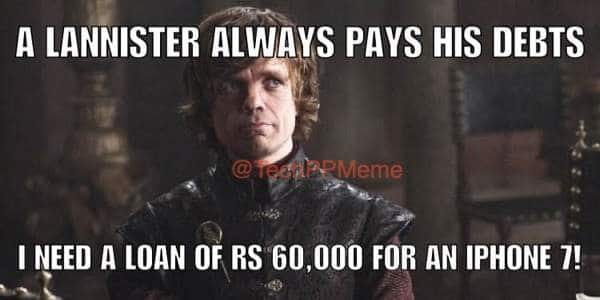 A LANNISTER ALWAYS PAYS HIS DEBTS
@TechPPMeme
I NEED A LOAN OF RS 60,000 FOR AN IPHONE 7!